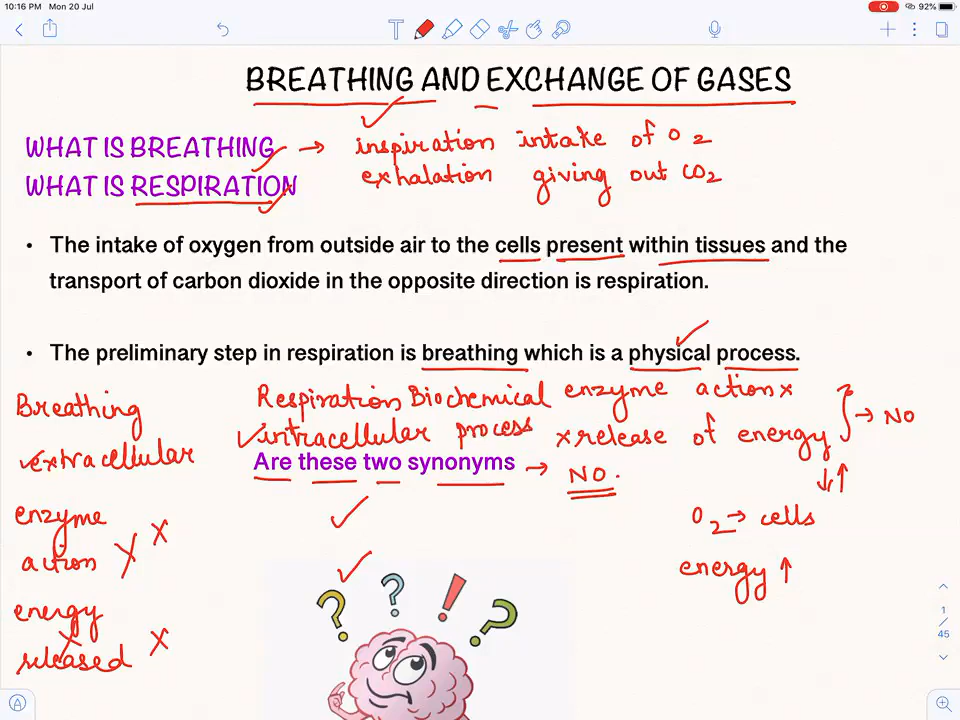 10:16 PM Mon 20 Jul
92%
BREATHING AND EXCHANGE OF GASES
WHAT IS BREATHING → inspiration intake of O2
WHAT IS RESPIRATION exhalation giving out CO2
• The intake of oxygen from outside air to the cells present within tissues and the
transport of carbon dioxide in the opposite direction is respiration.
• The preliminary step in respiration is breathing which is a physical process.
Breathing
extracellular
enzyme
action X X
energy
released X
Respiration Biochemical enzyme action x
intracellular process x release of energy } → NO
Are these two synonyms → NO.
↓↑
O2 → cells
energy ↑
? ? ! ?
1
/
45